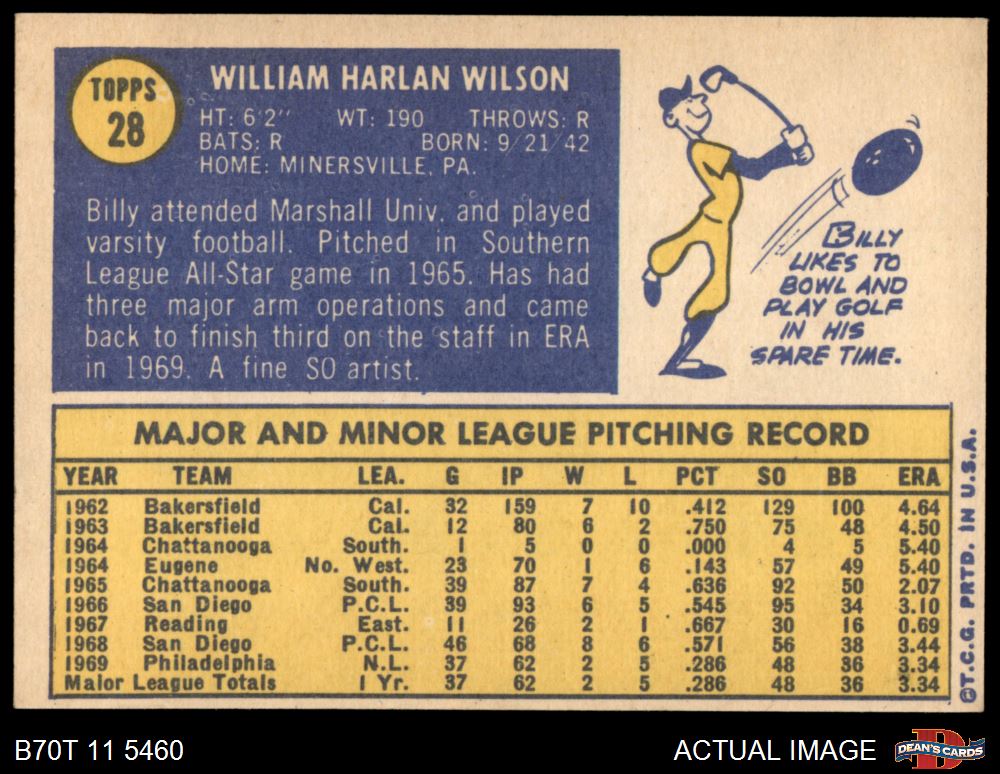 TOPPS
28
WILLIAM HARLAN WILSON
HT: 6'2" WT: 190 THROWS: R
BATS: R BORN: 9/21/42
HOME: MINERSVILLE, PA.
Billy attended Marshall Univ. and played
varsity football. Pitched in Southern
League All-Star game in 1965. Has had
three major arm operations and came
back to finish third on the staff in ERA
in 1969. A fine SO artist.
BILLY
LIKES TO
BOWL AND
PLAY GOLF
IN HIS
SPARE TIME.
MAJOR AND MINOR LEAGUE PITCHING RECORD
YEAR TEAM LEA. G IP W L PCT SO BB ERA
1962 Bakersfield Cal. 32 159 7 10 .412 129 100 4.64
1963 Bakersfield Cal. 12 80 6 2 .750 75 48 4.50
1964 Chattanooga South. 1 5 0 0 .000 4 5 5.40
1964 Eugene No. West. 23 70 1 6 .143 57 49 5.40
1965 Chattanooga South. 39 87 7 4 .636 92 50 2.07
1966 San Diego P.C.L. 39 93 6 5 .545 95 34 3.10
1967 Reading East. 11 26 2 1 .667 30 16 0.69
1968 San Diego P.C.L. 46 68 8 6 .571 56 38 3.44
1969 Philadelphia N.L. 37 62 2 5 .286 48 36 3.34
Major League Totals 1 Yr. 37 62 2 5 .286 48 36 3.34
©T.C.G. PRTD. IN U.S.A.
B70T 11 5460
ACTUAL IMAGE
D
DEAN'S CARDS